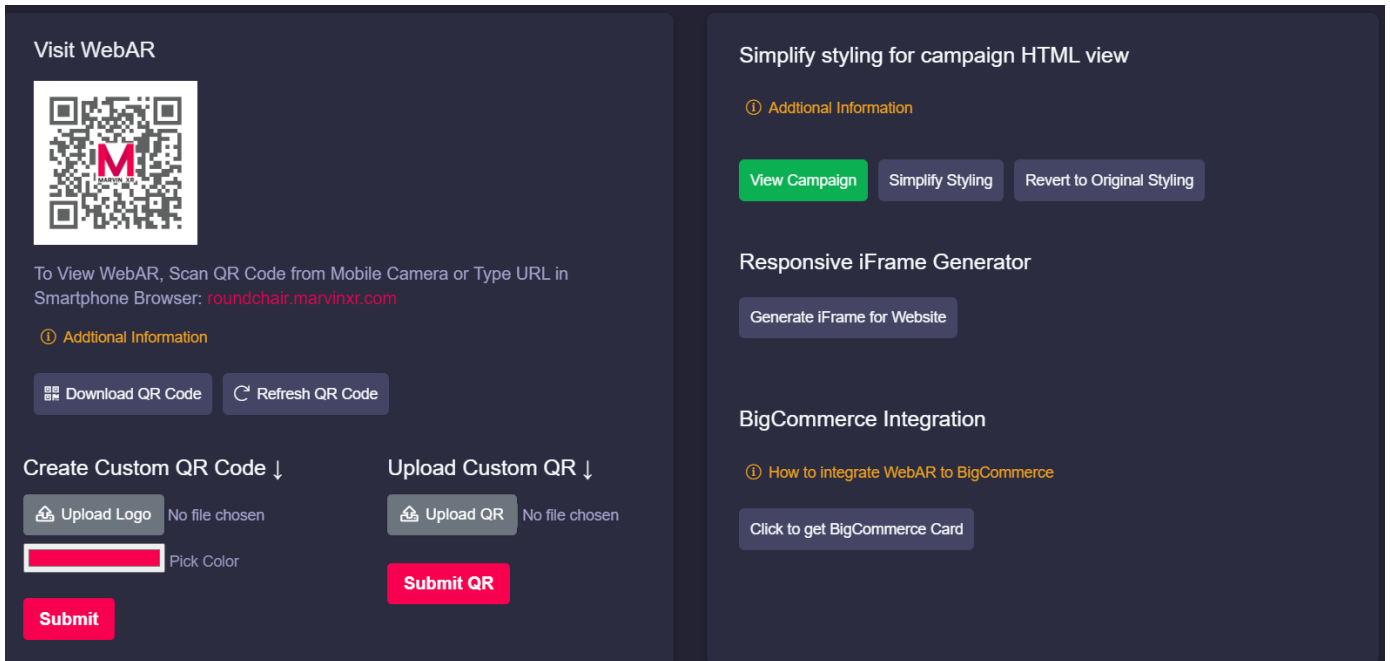 Visit WebAR
M
MARVIN XR
To View WebAR, Scan QR Code from Mobile Camera or Type URL in
Smartphone Browser: roundchair.marvinxr.com
Addtional Information
Download QR Code Refresh QR Code
Create Custom QR Code ↓ Upload Custom QR ↓
Upload Logo No file chosen Upload QR No file chosen
Pick Color
Submit QR
Submit
Simplify styling for campaign HTML view
Addtional Information
View Campaign Simplify Styling Revert to Original Styling
Responsive iFrame Generator
Generate iFrame for Website
BigCommerce Integration
How to integrate WebAR to BigCommerce
Click to get BigCommerce Card